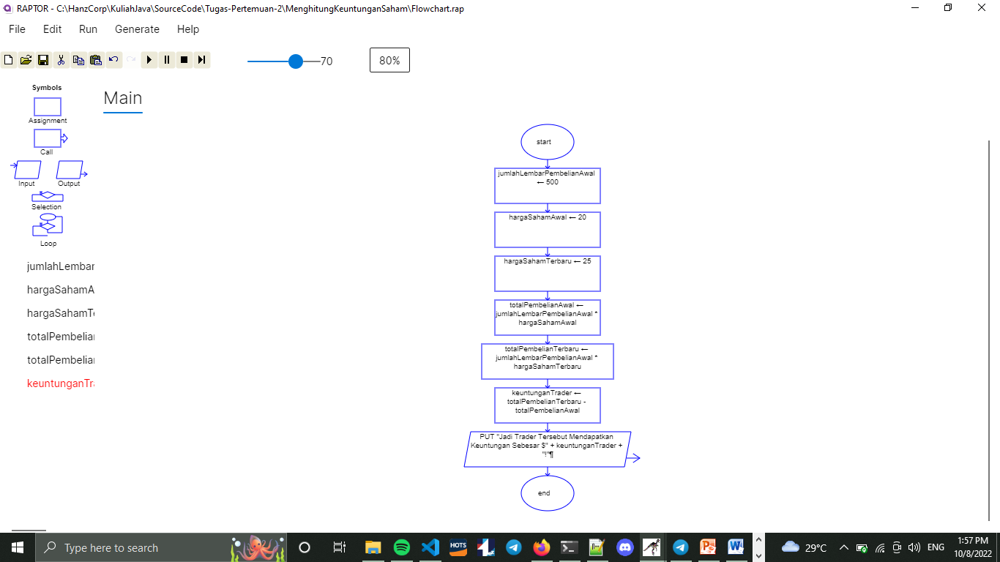 RAPTOR - C:\HanzCorp\KuliahJava\SourceCode\Tugas-Pertemuan-2\MenghitungKeuntunganSaham\Flowchart.rap
File Edit Run Generate Help
70
80%
Symbols
Assignment
Call
Input Output
Selection
Loop
jumlahLembar
hargaSahamA
hargaSahamTe
totalPembelian
totalPembelian
keuntunganTra
Main
start
jumlahLembarPembelianAwal
← 500
hargaSahamAwal ← 20
hargaSahamTerbaru ← 25
totalPembelianAwal ←
jumlahLembarPembelianAwal *
hargaSahamAwal
totalPembelianTerbaru ←
jumlahLembarPembelianAwal *
hargaSahamTerbaru
keuntunganTrader ←
totalPembelianTerbaru -
totalPembelianAwal
PUT "Jadi Trader Tersebut Mendapatkan
Keuntungan Sebesar $" + keuntunganTrader +
"!"¶
end
Type here to search
HOTS
29°C
ENG
1:57 PM
10/8/2022